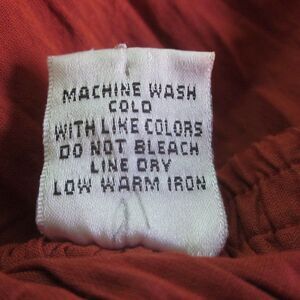 MACHINE WASH
COLD
WITH LIKE COLORS
DO NOT BLEACH
LINE DRY
LOW WARM IRON